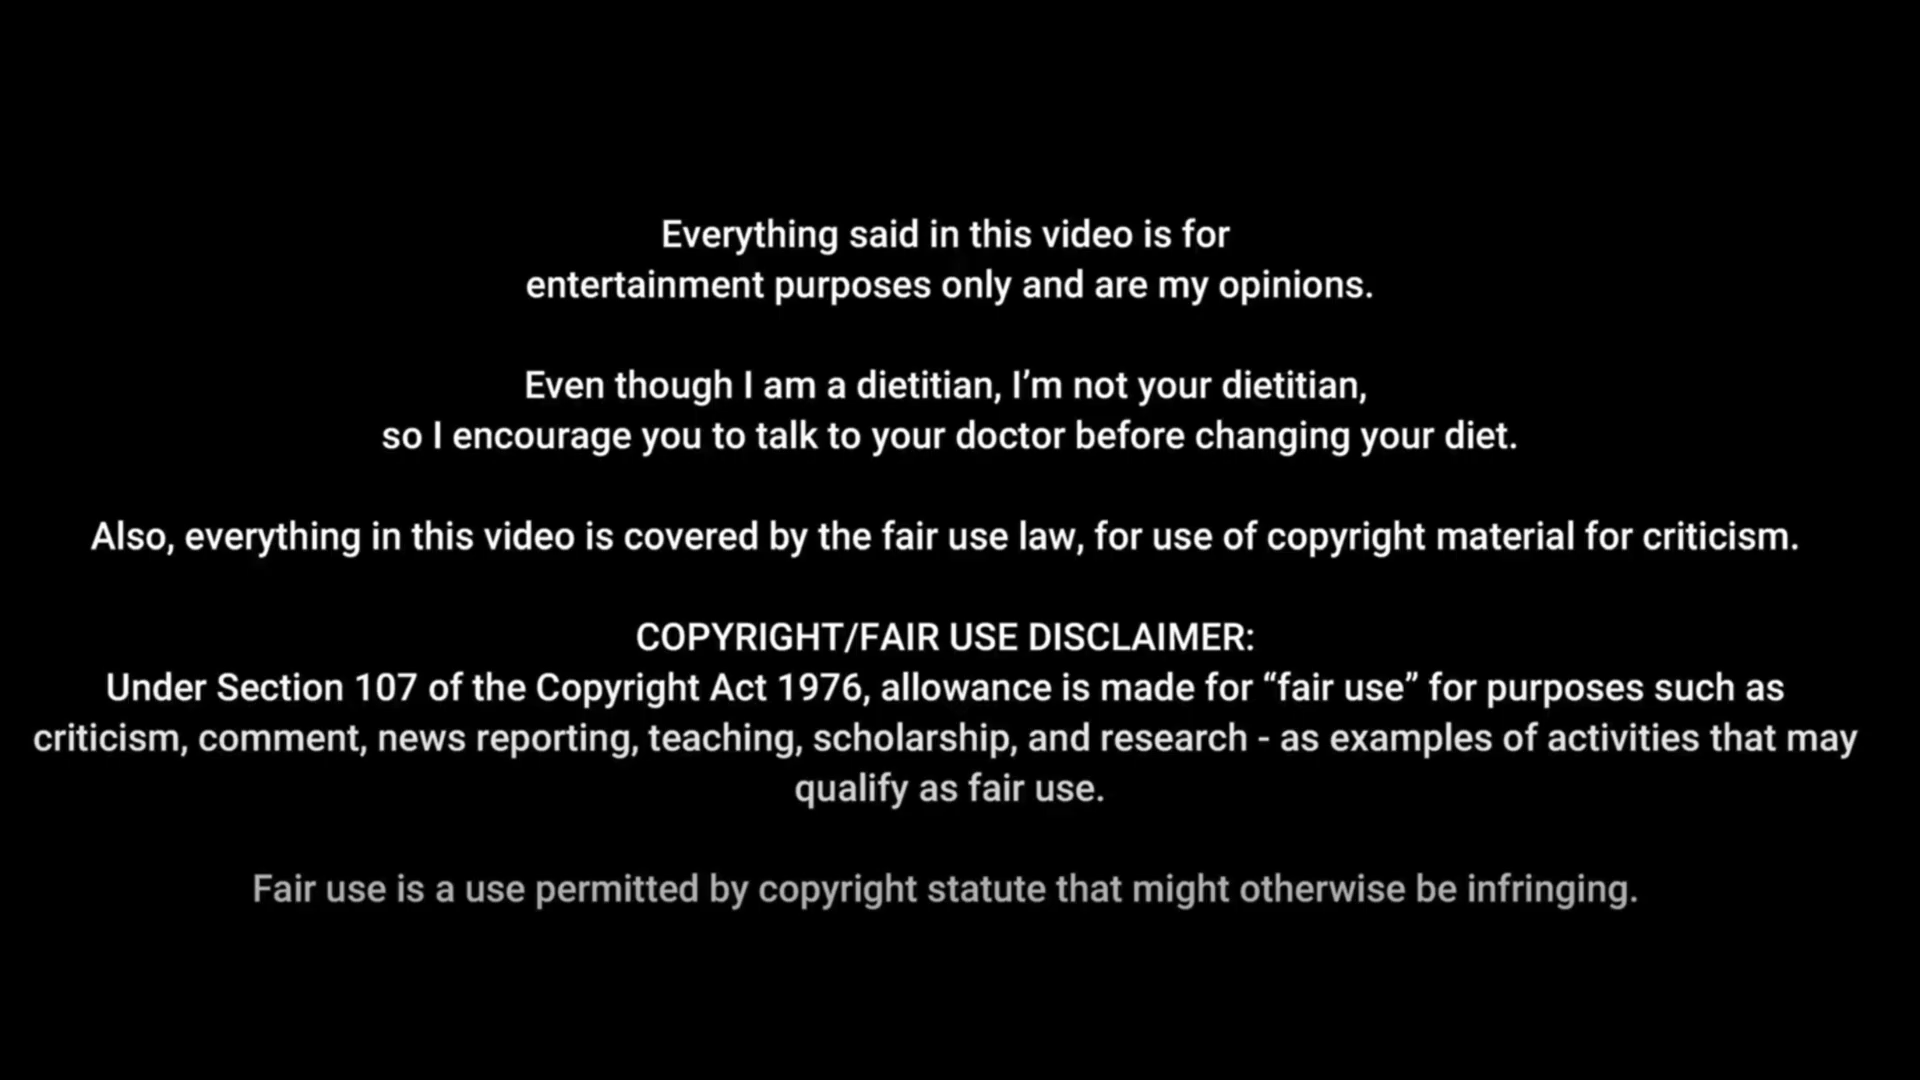 Everything said in this video is for
entertainment purposes only and are my opinions.
Even though I am a dietitian, I’m not your dietitian,
so I encourage you to talk to your doctor before changing your diet.
Also, everything in this video is covered by the fair use law, for use of copyright material for criticism.
COPYRIGHT/FAIR USE DISCLAIMER:
Under Section 107 of the Copyright Act 1976, allowance is made for “fair use” for purposes such as
criticism, comment, news reporting, teaching, scholarship, and research - as examples of activities that may
qualify as fair use.
Fair use is a use permitted by copyright statute that might otherwise be infringing.